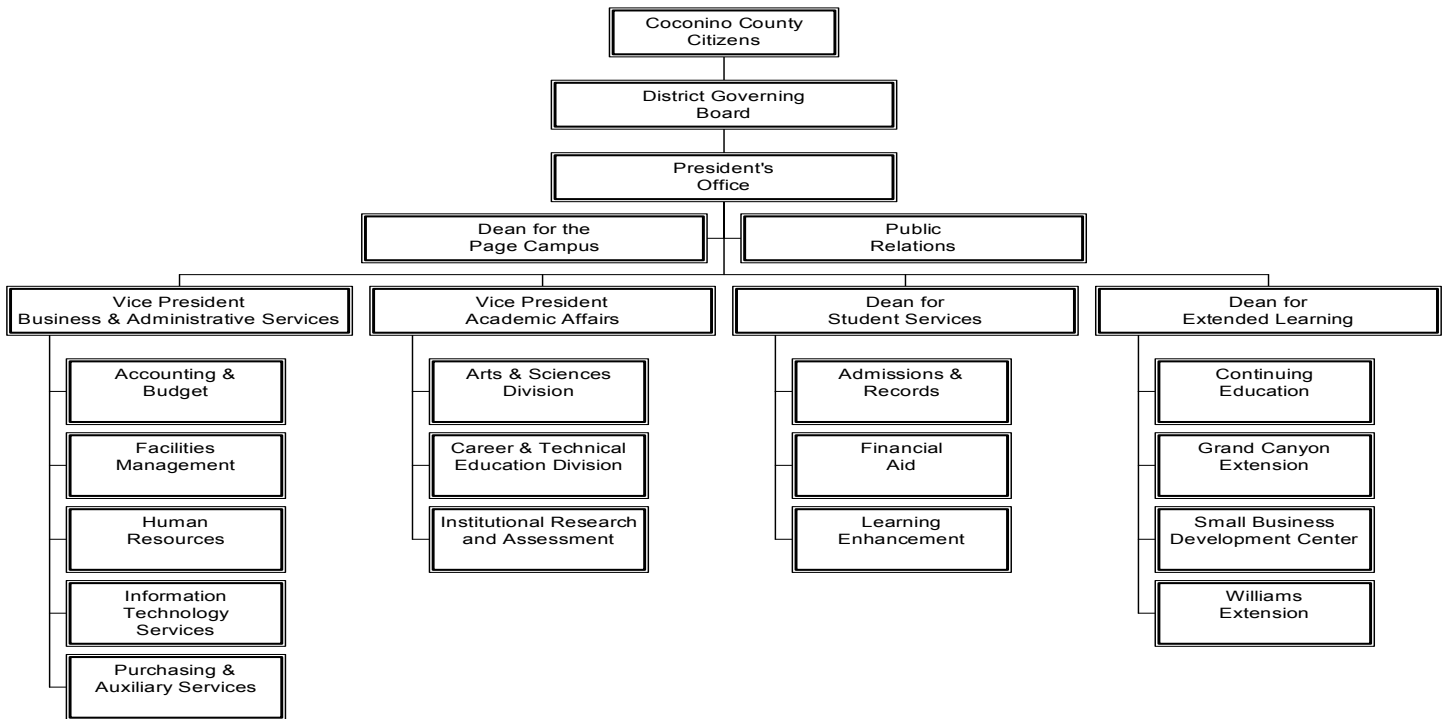 Coconino County
Citizens
District Governing
Board
President's
Office
Dean for the
Page Campus
Public
Relations
Vice President
Business & Administrative Services
Vice President
Academic Affairs
Dean for
Student Services
Dean for
Extended Learning
Accounting &
Budget
Facilities
Management
Human
Resources
Information
Technology
Services
Purchasing &
Auxiliary Services
Arts & Sciences
Division
Career & Technical
Education Division
Institutional Research
and Assessment
Admissions &
Records
Financial
Aid
Learning
Enhancement
Continuing
Education
Grand Canyon
Extension
Small Business
Development Center
Williams
Extension